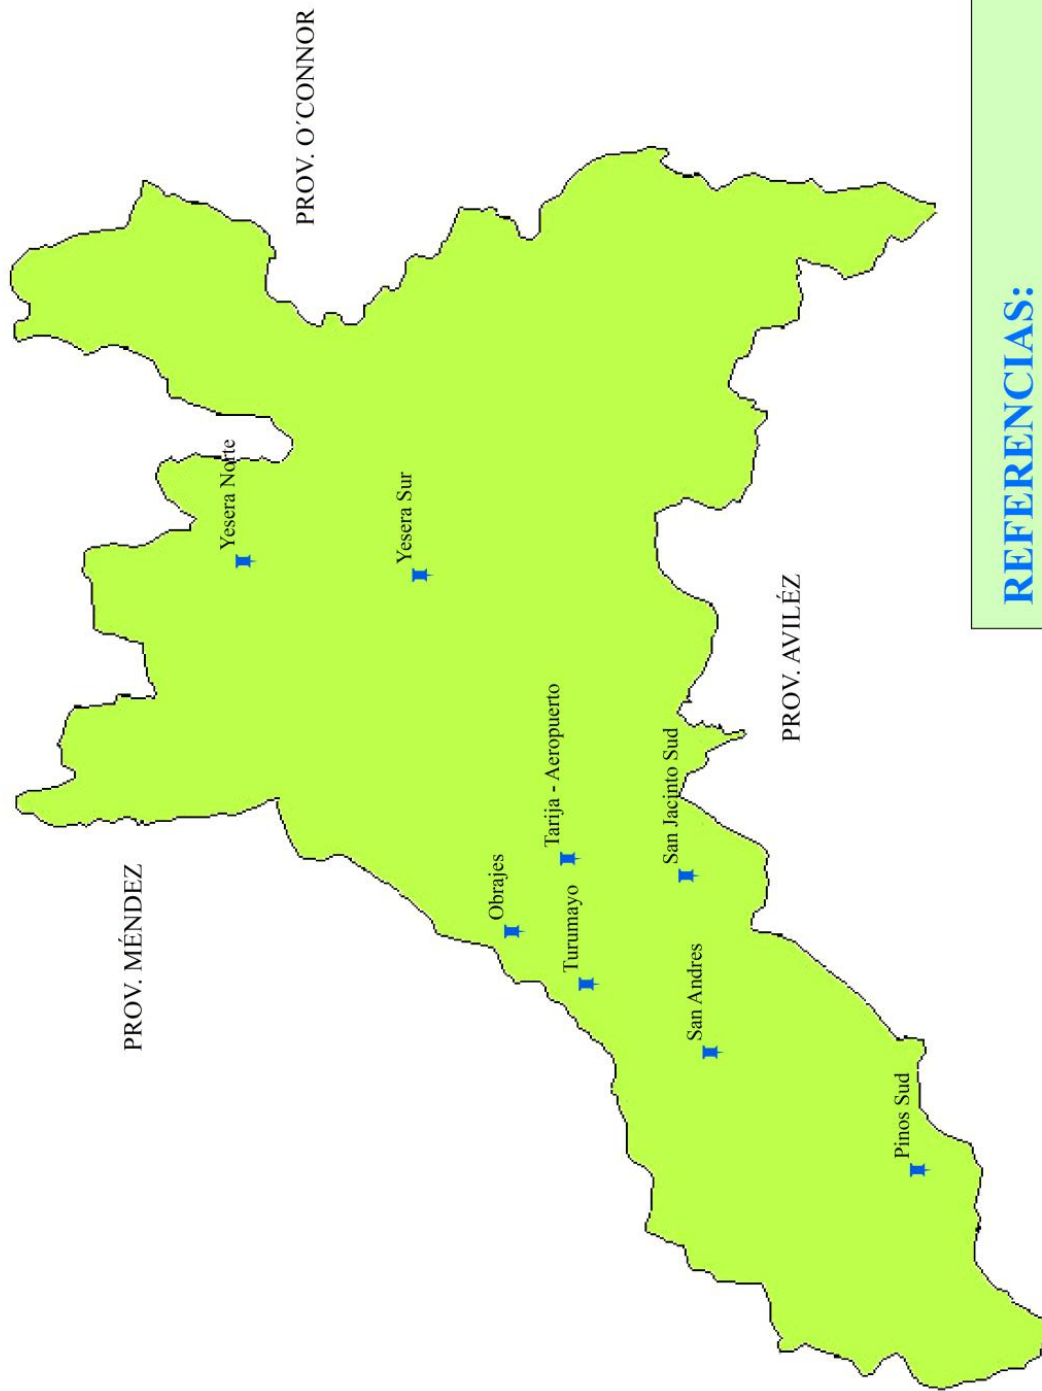 PROV. O´CONNOR
PROV. MÉNDEZ
Yesera Norte
Yesera Sur
Obrajes
Tarija - Aeropuerto
Turumayo
San Jacinto Sud
San Andres
PROV. AVILÉZ
Pinos Sud
REFERENCIAS: